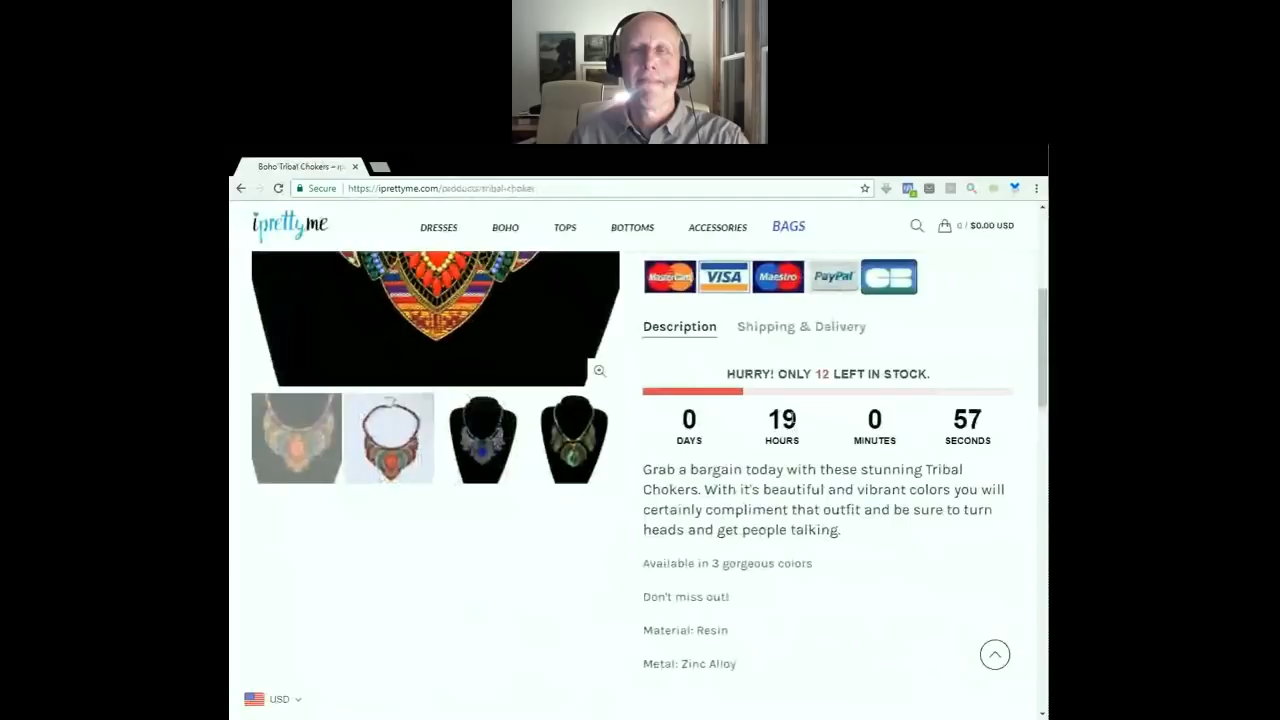 Boho Tribal Chokers – ip
Secure https://iprettyme.com/products/tribal-choker
iprettyme
DRESSES BOHO TOPS BOTTOMS ACCESSORIES BAGS
0 / $0.00 USD
MasterCard VISA Maestro PayPal CB
Description Shipping & Delivery
HURRY! ONLY 12 LEFT IN STOCK.
0 19 0 57
DAYS HOURS MINUTES SECONDS
Grab a bargain today with these stunning Tribal
Chokers. With it's beautiful and vibrant colors you will
certainly compliment that outfit and be sure to turn
heads and get people talking.
Available in 3 gorgeous colors
Don't miss out!
Material: Resin
Metal: Zinc Alloy
USD